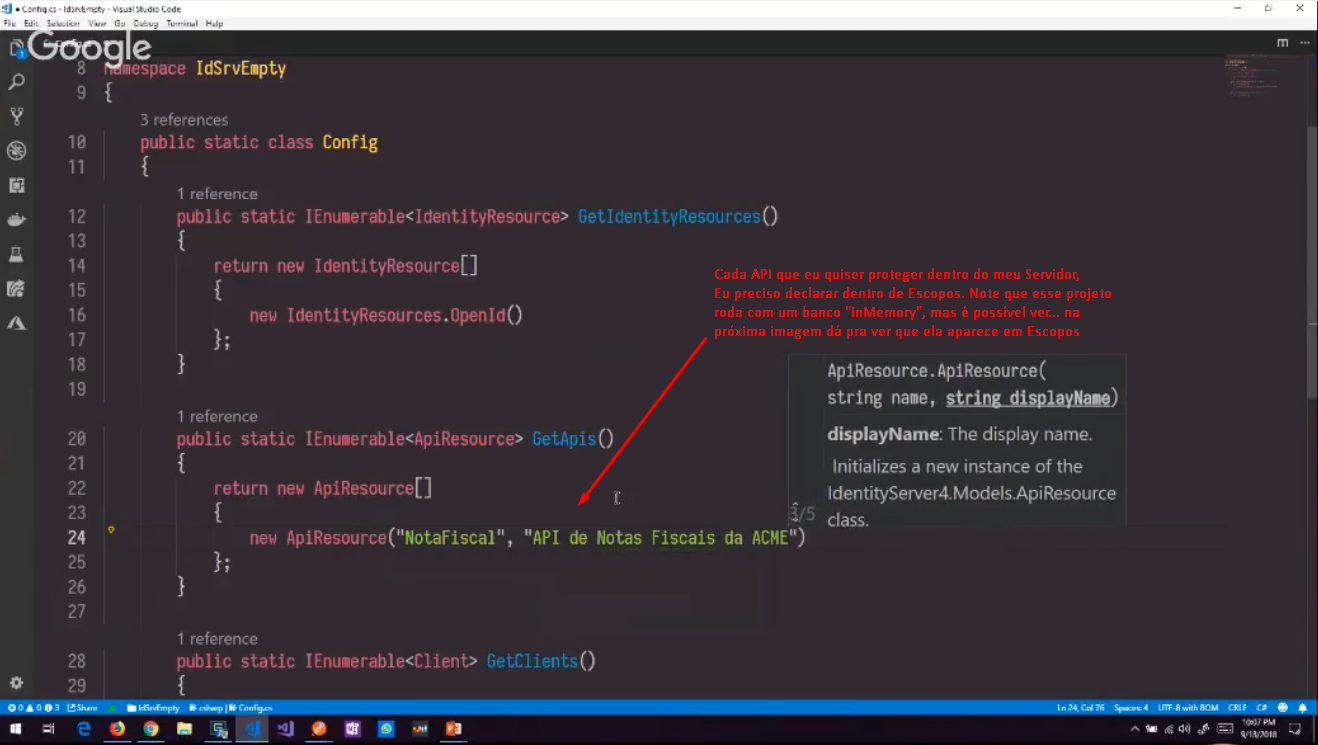 Config.cs - IdSrvEmpty - Visual Studio Code
File Edit Selection View Go Debug Terminal Help
Google
8 namespace IdSrvEmpty
9 {
3 references
10 public static class Config
11 {
1 reference
12 public static IEnumerable<IdentityResource> GetIdentityResources()
13 {
14 return new IdentityResource[]
15 {
16 new IdentityResources.OpenId()
17 };
18 }
19
1 reference
20 public static IEnumerable<ApiResource> GetApis()
21 {
22 return new ApiResource[]
23 {
24 new ApiResource("NotaFiscal", "API de Notas Fiscais da ACME")
25 };
26 }
27
1 reference
28 public static IEnumerable<Client> GetClients()
29 {
Cada API que eu quiser proteger dentro do meu Servidor,
Eu preciso declarar dentro de Escopos. Note que esse projeto
roda com um banco "InMemory", mas é possível ver... na
próxima imagem dá pra ver que ela aparece em Escopos
ApiResource.ApiResource(
string name, string displayName)
displayName: The display name.
Initializes a new instance of the
IdentityServer4.Models.ApiResource
class.
3/5
0 0 3 Share IdSrvEmpty csharp | Config.cs Ln 24, Col 76 Spaces: 4 UTF-8 with BOM CRLF C#
10:07 PM
9/18/2018